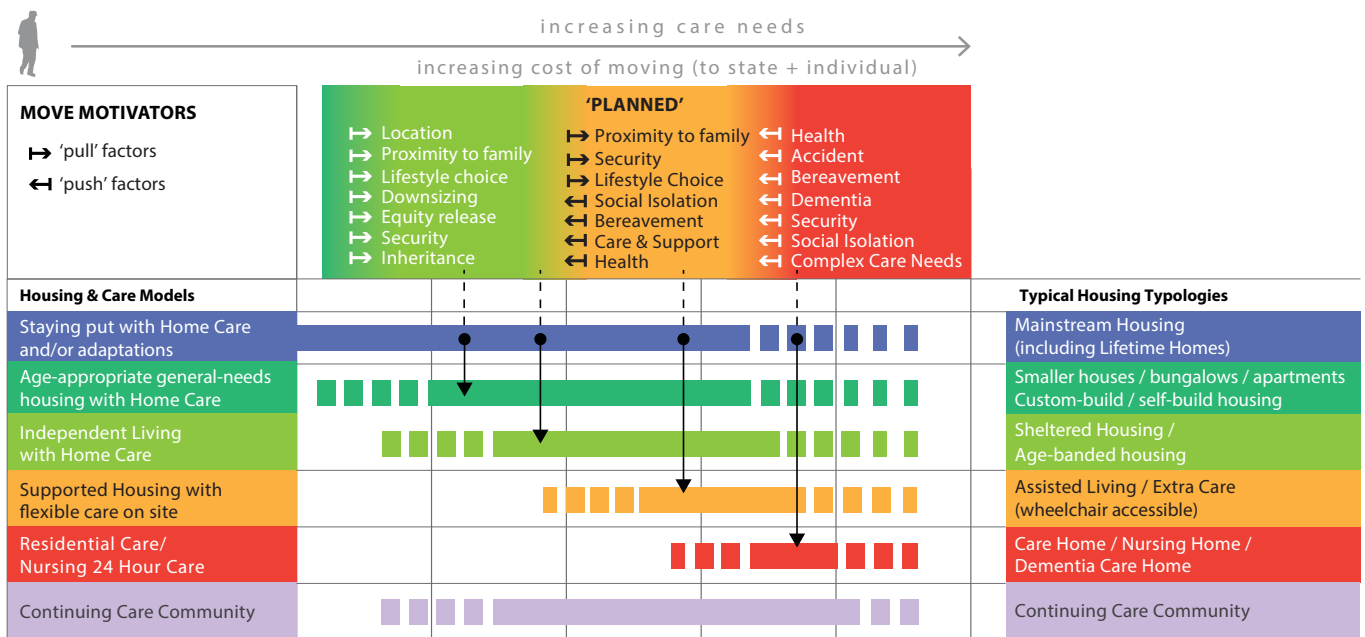 increasing care needs
increasing cost of moving (to state + individual)
MOVE MOTIVATORS
'pull' factors
'push' factors
Location
Proximity to family
Lifestyle choice
Downsizing
Equity release
Security
Inheritance
'PLANNED'
Proximity to family
Security
Lifestyle Choice
Social Isolation
Bereavement
Care & Support
Health
Health
Accident
Bereavement
Dementia
Security
Social Isolation
Complex Care Needs
Housing & Care Models
Typical Housing Typologies
Staying put with Home Care
and/or adaptations
Mainstream Housing
(including Lifetime Homes)
Age-appropriate general-needs
housing with Home Care
Smaller houses / bungalows / apartments
Custom-build / self-build housing
Independent Living
with Home Care
Sheltered Housing /
Age-banded housing
Supported Housing with
flexible care on site
Assisted Living / Extra Care
(wheelchair accessible)
Residential Care/
Nursing 24 Hour Care
Care Home / Nursing Home /
Dementia Care Home
Continuing Care Community
Continuing Care Community